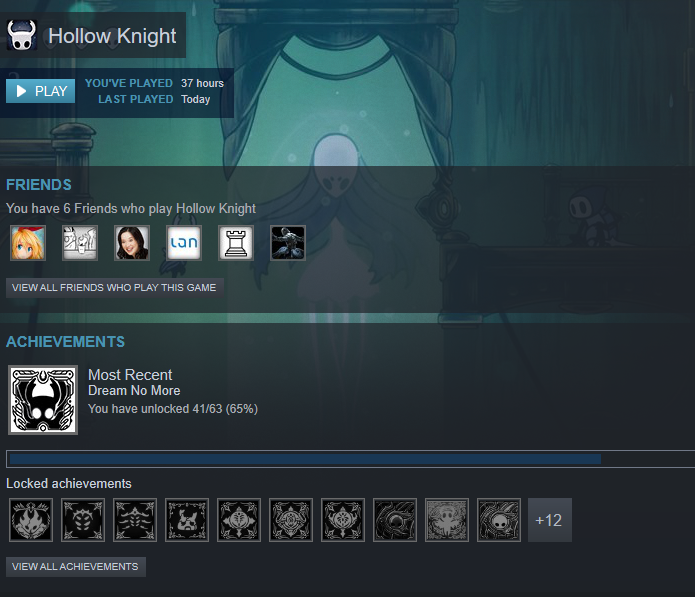 Hollow Knight
PLAY
YOU'VE PLAYED 37 hours
LAST PLAYED Today
FRIENDS
You have 6 Friends who play Hollow Knight
lan
VIEW ALL FRIENDS WHO PLAY THIS GAME
ACHIEVEMENTS
Most Recent
Dream No More
You have unlocked 41/63 (65%)
Locked achievements
+12
VIEW ALL ACHIEVEMENTS